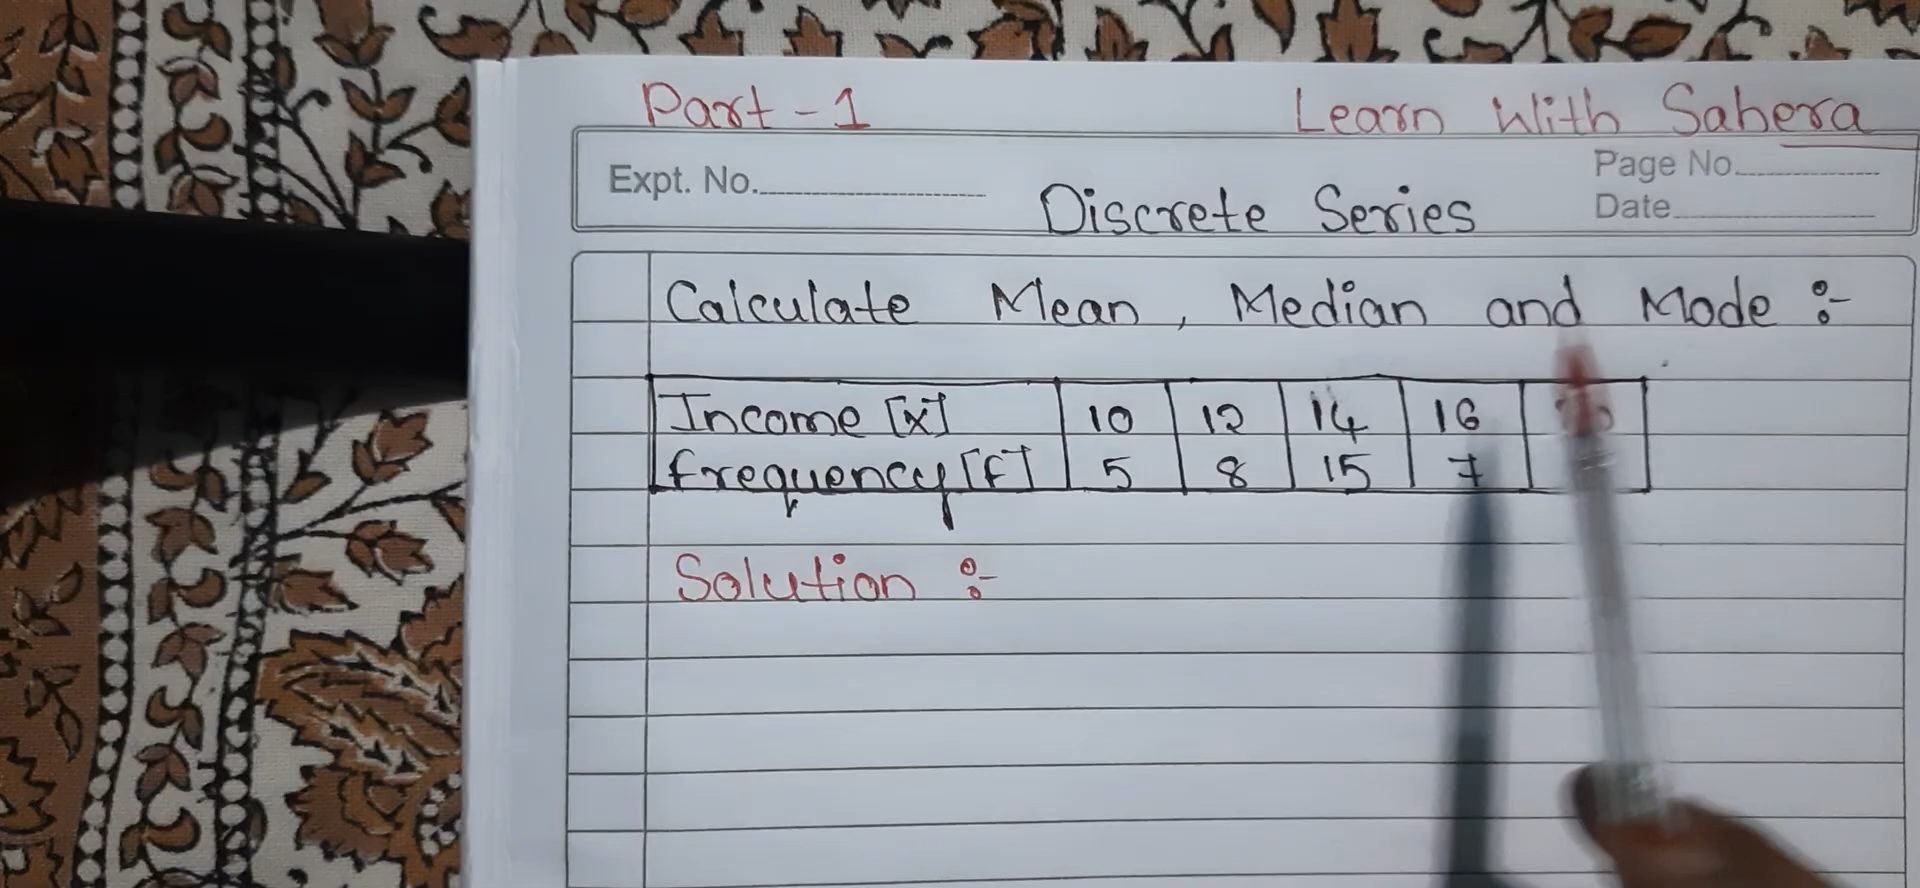 Part - 1 Learn With Sahera
Expt. No. Page No.
Discrete Series Date
Calculate Mean, Median and Mode :-
Income [x] 10 12 14 16
frequency [f] 5 8 15 7
Solution :-